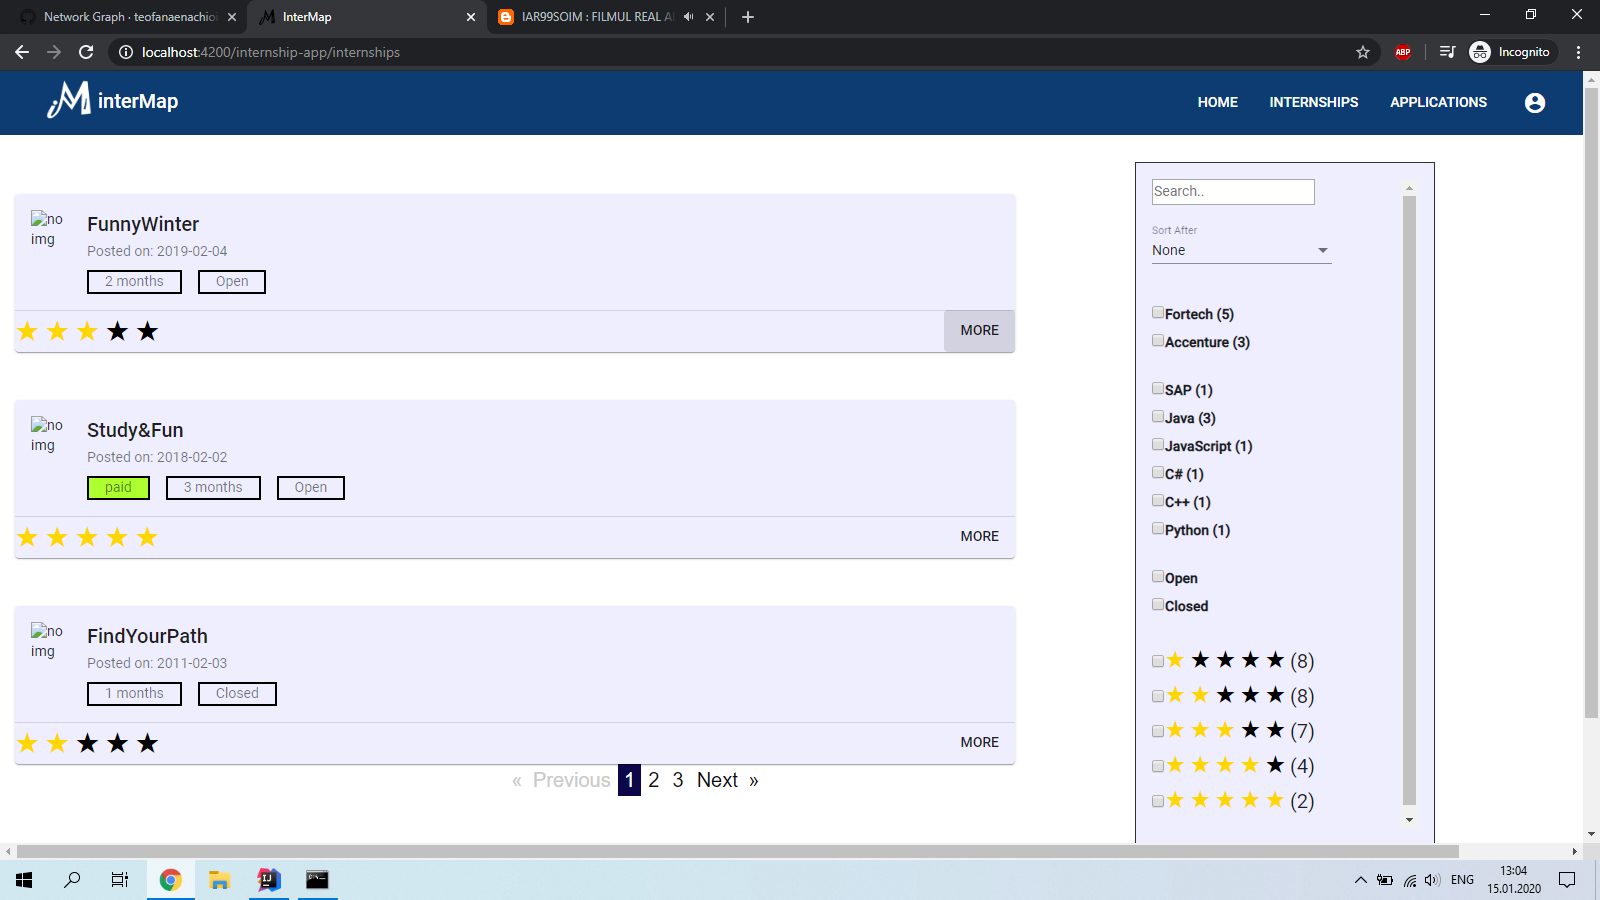 Network Graph · teofanaenachioi
InterMap
IAR99SOIM : FILMUL REAL A
localhost:4200/internship-app/internships
ABP
Incognito
iM interMap
HOME
INTERNSHIPS
APPLICATIONS
no img
FunnyWinter
Posted on: 2019-02-04
2 months
Open
★★★★★
MORE
no img
Study&Fun
Posted on: 2018-02-02
paid
3 months
Open
★★★★★
MORE
no img
FindYourPath
Posted on: 2011-02-03
1 months
Closed
★★★★★
MORE
« Previous 1 2 3 Next »
Search..
Sort After
None
Fortech (5)
Accenture (3)
SAP (1)
Java (3)
JavaScript (1)
C# (1)
C++ (1)
Python (1)
Open
Closed
★★★★★ (8)
★★★★★ (8)
★★★★★ (7)
★★★★★ (4)
★★★★★ (2)
IJ
ENG
13:04
15.01.2020